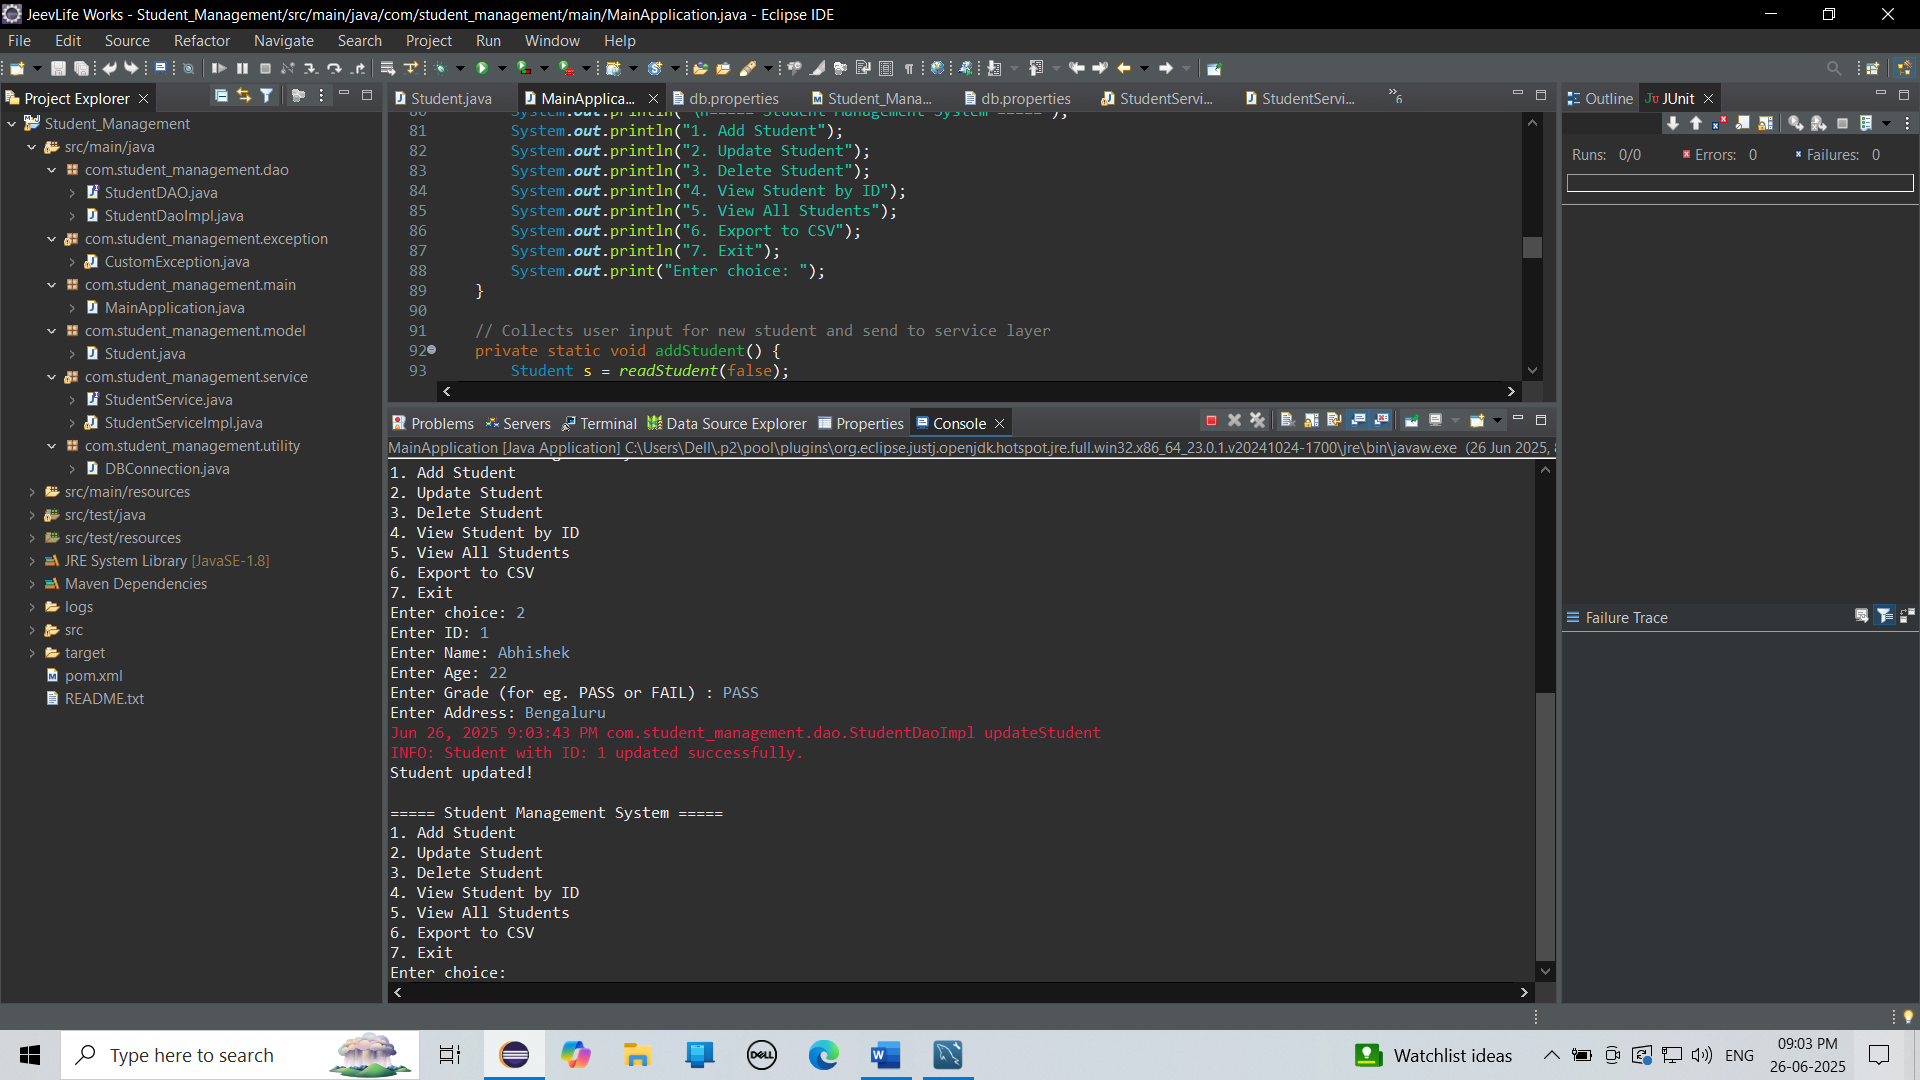 JeevLife Works - Student_Management/src/main/java/com/student_management/main/MainApplication.java - Eclipse IDE
File Edit Source Refactor Navigate Search Project Run Window Help
Project Explorer
Student_Management
src/main/java
com.student_management.dao
StudentDAO.java
StudentDaoImpl.java
com.student_management.exception
CustomException.java
com.student_management.main
MainApplication.java
com.student_management.model
Student.java
com.student_management.service
StudentService.java
StudentServiceImpl.java
com.student_management.utility
DBConnection.java
src/main/resources
src/test/java
src/test/resources
JRE System Library [JavaSE-1.8]
Maven Dependencies
logs
src
target
pom.xml
README.txt
Student.java MainApplica... db.properties Student_Mana... db.properties StudentServi... StudentServi... »6
80 System.out.println("\n===== Student Management System =====");
81 System.out.println("1. Add Student");
82 System.out.println("2. Update Student");
83 System.out.println("3. Delete Student");
84 System.out.println("4. View Student by ID");
85 System.out.println("5. View All Students");
86 System.out.println("6. Export to CSV");
87 System.out.println("7. Exit");
88 System.out.print("Enter choice: ");
89 }
90
91 // Collects user input for new student and send to service layer
92 private static void addStudent() {
93 Student s = readStudent(false);
Problems Servers Terminal Data Source Explorer Properties Console
MainApplication [Java Application] C:\Users\Dell\.p2\pool\plugins\org.eclipse.justj.openjdk.hotspot.jre.full.win32.x86_64_23.0.1.v20241024-1700\jre\bin\javaw.exe (26 Jun 2025,
1. Add Student
2. Update Student
3. Delete Student
4. View Student by ID
5. View All Students
6. Export to CSV
7. Exit
Enter choice: 2
Enter ID: 1
Enter Name: Abhishek
Enter Age: 22
Enter Grade (for eg. PASS or FAIL) : PASS
Enter Address: Bengaluru
Jun 26, 2025 9:03:43 PM com.student_management.dao.StudentDaoImpl updateStudent
INFO: Student with ID: 1 updated successfully.
Student updated!
===== Student Management System =====
1. Add Student
2. Update Student
3. Delete Student
4. View Student by ID
5. View All Students
6. Export to CSV
7. Exit
Enter choice:
Outline JUnit
Runs: 0/0 Errors: 0 Failures: 0
Failure Trace
Type here to search
DELL
Watchlist ideas
ENG
09:03 PM
26-06-2025